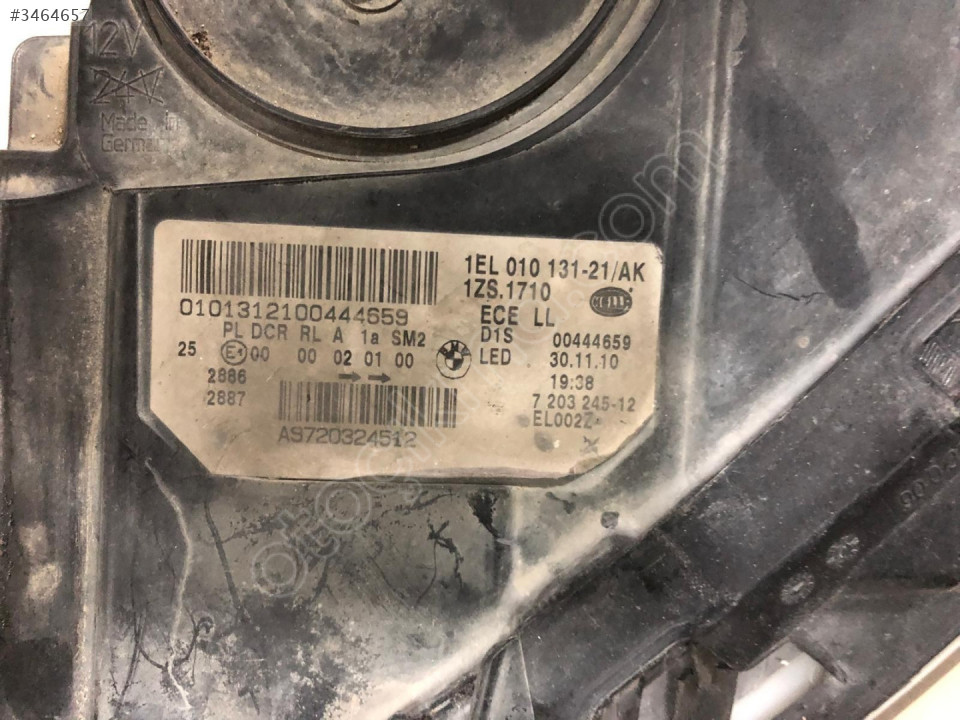 #3464657
12V
24V
Made in
Germany
1EL 010 131-21/AK
1ZS.1710
HELLA
0101312100444659
ECE LL
PL DCR RL A 1a SM2
D1S 00444659
25 E1 00 00 02 01 00
LED 30.11.10
2886
19:38
2887
7 203 245-12
A9720324512